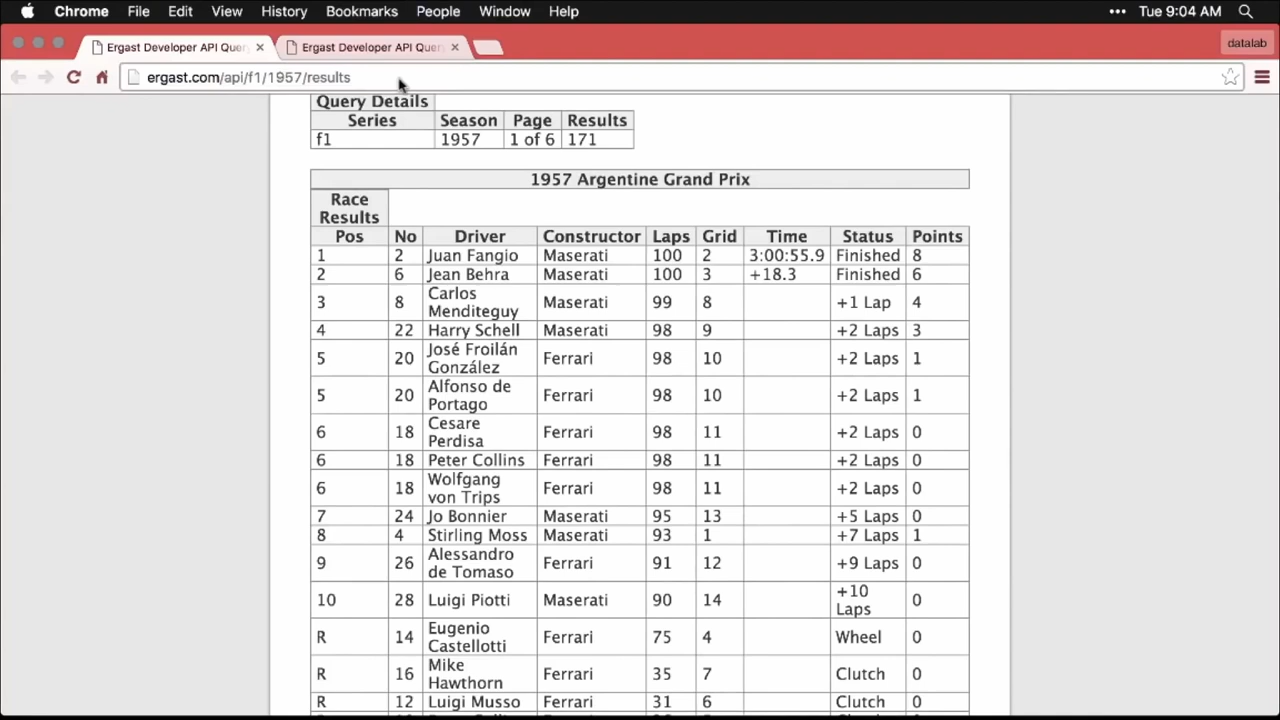 Chrome File Edit View History Bookmarks People Window Help ••• Tue 9:04 AM
Ergast Developer API Query Ergast Developer API Quer datalab
ergast.com/api/f1/1957/results
Query Details
Series Season Page Results
f1 1957 1 of 6 171
1957 Argentine Grand Prix
Race
Results
Pos No Driver Constructor Laps Grid Time Status Points
1 2 Juan Fangio Maserati 100 2 3:00:55.9 Finished 8
2 6 Jean Behra Maserati 100 3 +18.3 Finished 6
3 8 Carlos Menditeguy Maserati 99 8 +1 Lap 4
4 22 Harry Schell Maserati 98 9 +2 Laps 3
5 20 José Froilán González Ferrari 98 10 +2 Laps 1
5 20 Alfonso de Portago Ferrari 98 10 +2 Laps 1
6 18 Cesare Perdisa Ferrari 98 11 +2 Laps 0
6 18 Peter Collins Ferrari 98 11 +2 Laps 0
6 18 Wolfgang von Trips Ferrari 98 11 +2 Laps 0
7 24 Jo Bonnier Maserati 95 13 +5 Laps 0
8 4 Stirling Moss Maserati 93 1 +7 Laps 1
9 26 Alessandro de Tomaso Ferrari 91 12 +9 Laps 0
10 28 Luigi Piotti Maserati 90 14 +10 Laps 0
R 14 Eugenio Castellotti Ferrari 75 4 Wheel 0
R 16 Mike Hawthorn Ferrari 35 7 Clutch 0
R 12 Luigi Musso Ferrari 31 6 Clutch 0